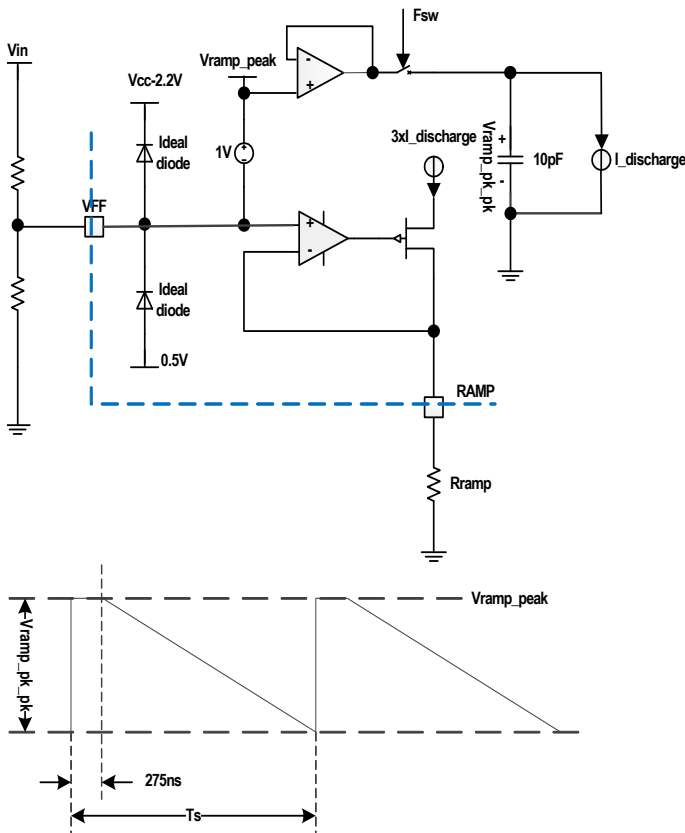 Fsw
Vin
Vramp_peak
Vcc-2.2V
-
+
3xI_discharge
Ideal
diode
1V
+
-
Vramp_pk_pk
+
-
10pF
I_discharge
VFF
+
-
Ideal
diode
0.5V
RAMP
Rramp
Vramp_peak
Vramp_pk_pk
275ns
Ts